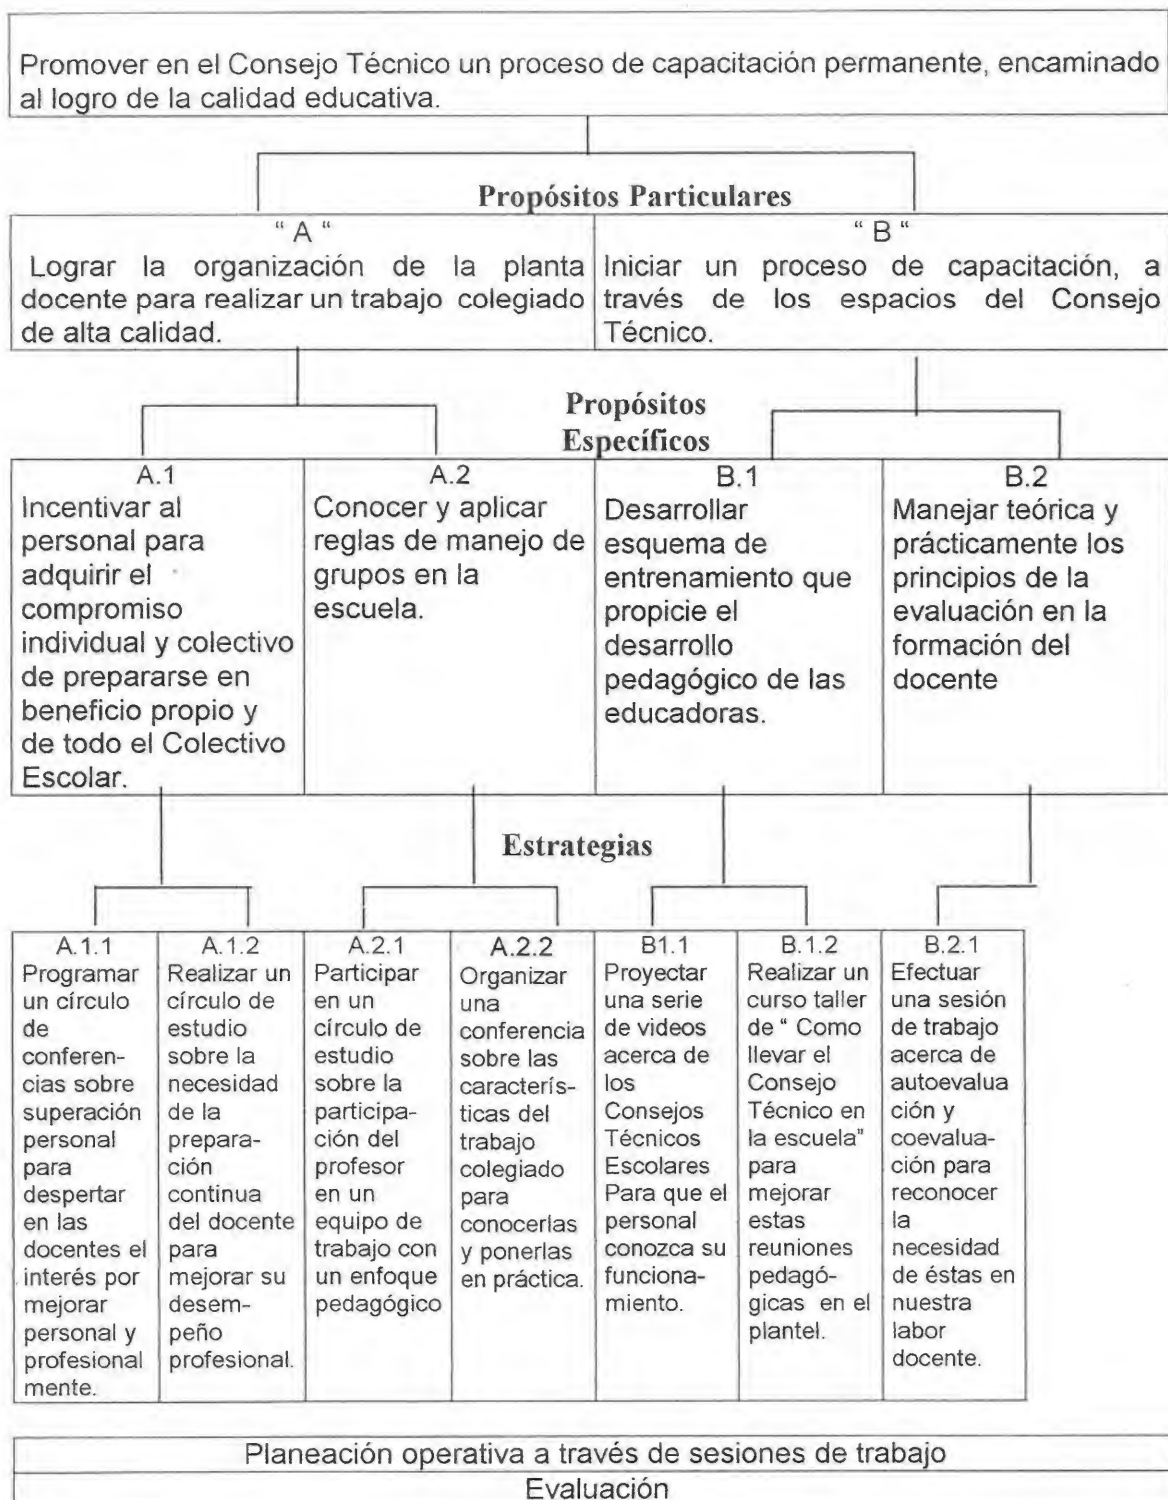 Promover en el Consejo Técnico un proceso de capacitación permanente, encaminado
al logro de la calidad educativa.
Propósitos Particulares
“ A “
Lograr la organización de la planta
docente para realizar un trabajo colegiado
de alta calidad.
“ B “
Iniciar un proceso de capacitación, a
través de los espacios del Consejo
Técnico.
Propósitos
Específicos
A.1
Incentivar al
personal para
adquirir el
compromiso
individual y colectivo
de prepararse en
beneficio propio y
de todo el Colectivo
Escolar.
A.2
Conocer y aplicar
reglas de manejo de
grupos en la
escuela.
B.1
Desarrollar
esquema de
entrenamiento que
propicie el
desarrollo
pedagógico de las
educadoras.
B.2
Manejar teórica y
prácticamente los
principios de la
evaluación en la
formación del
docente
Estrategias
A.1.1
Programar
un círculo
de
conferen-
cias sobre
superación
personal
para
despertar
en las
docentes el
interés por
mejorar
personal y
profesional
mente.
A.1.2
Realizar un
círculo de
estudio
sobre la
necesidad
de la
prepara-
ción
continua
del docente
para
mejorar su
desem-
peño
profesional.
A.2.1
Participar
en un
círculo de
estudio
sobre la
participa-
ción del
profesor
en un
equipo de
trabajo con
un enfoque
pedagógico
A.2.2
Organizar
una
conferencia
sobre las
caracterís-
ticas del
trabajo
colegiado
para
conocerlas
y ponerlas
en práctica.
B1.1
Proyectar
una serie
de videos
acerca de
los
Consejos
Técnicos
Escolares
Para que el
personal
conozca su
funciona-
miento.
B.1.2
Realizar un
curso taller
de “ Como
llevar el
Consejo
Técnico en
la escuela”
para
mejorar
estas
reuniones
pedagó-
gicas en el
plantel.
B.2.1
Efectuar
una sesión
de trabajo
acerca de
autoevalua
ción y
coevalua-
ción para
reconocer
la
necesidad
de éstas en
nuestra
labor
docente.
Planeación operativa a través de sesiones de trabajo
Evaluación